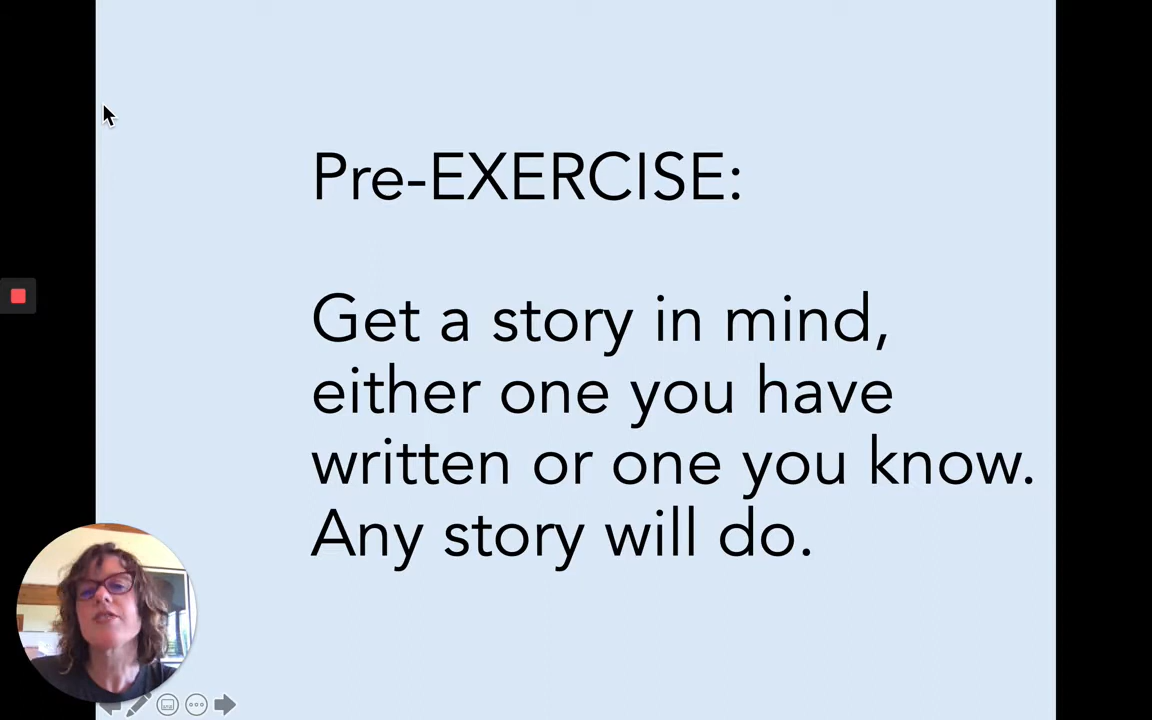 Pre-EXERCISE:
Get a story in mind,
either one you have
written or one you know.
Any story will do.